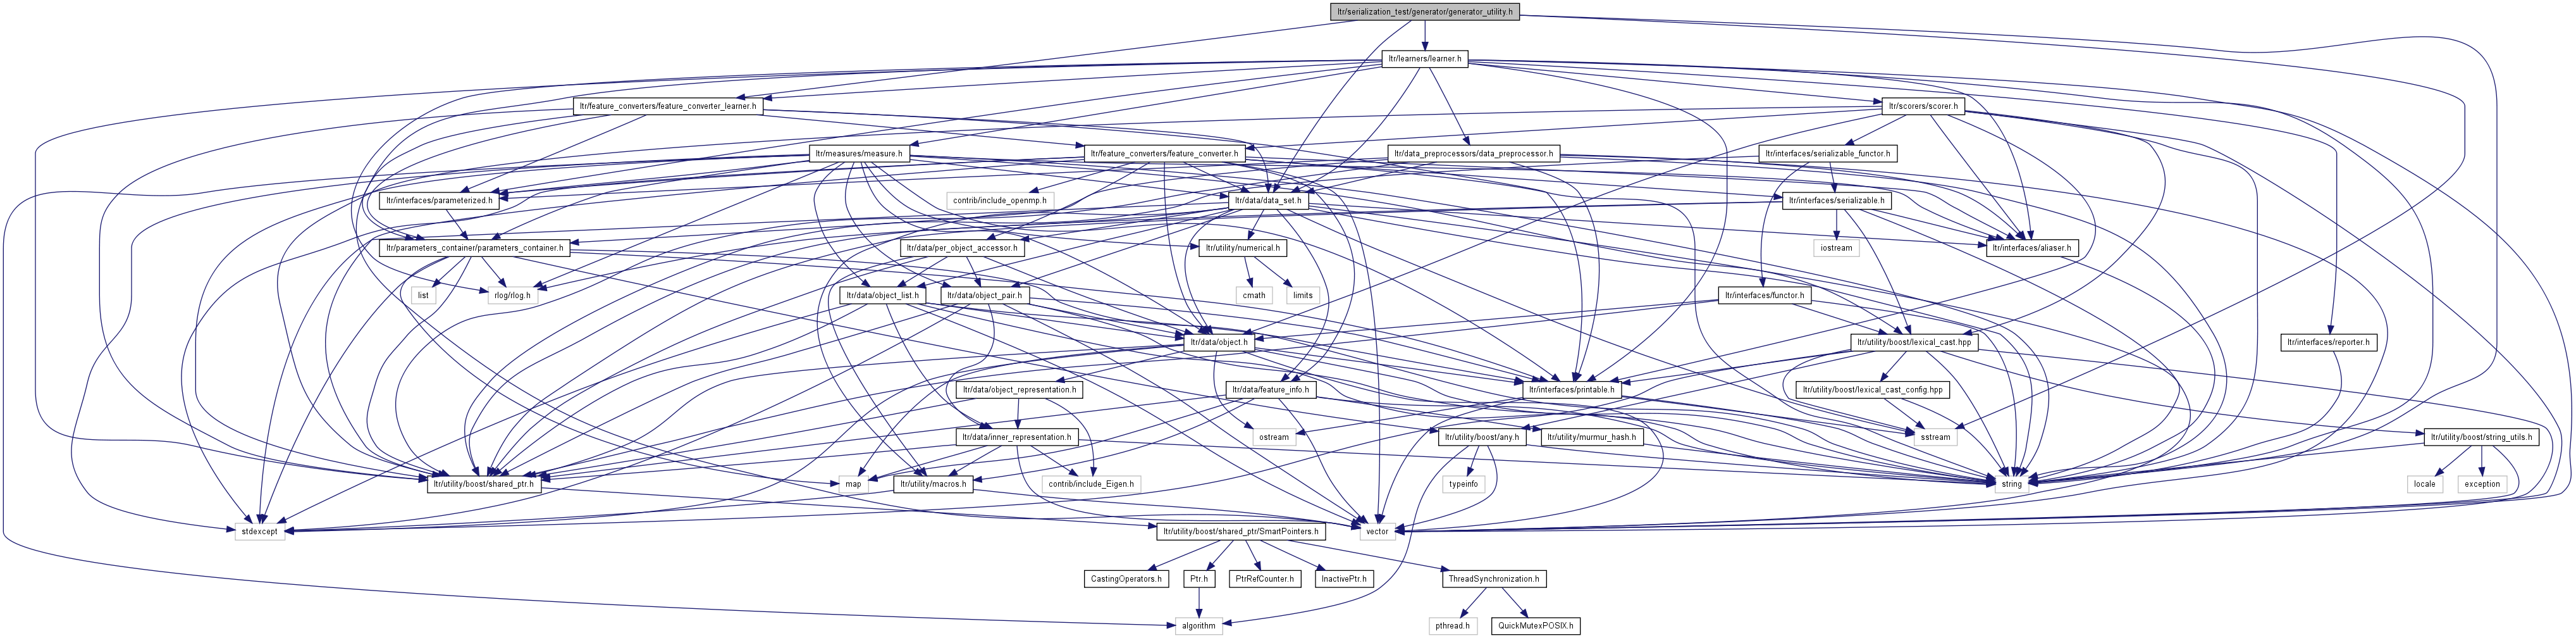 ltr/serialization_test/generator/generator_utility.h
ltr/learners/learner.h
ltr/feature_converters/feature_converter_learner.h
ltr/scorers/scorer.h
ltr/measures/measure.h
ltr/feature_converters/feature_converter.h
ltr/data_preprocessors/data_preprocessor.h
ltr/interfaces/serializable_functor.h
ltr/interfaces/parameterized.h
contrib/include_openmp.h
ltr/data/data_set.h
ltr/interfaces/serializable.h
ltr/parameters_container/parameters_container.h
ltr/data/per_object_accessor.h
ltr/utility/numerical.h
iostream
ltr/interfaces/aliaser.h
list
rlog/rlog.h
ltr/data/object_list.h
ltr/data/object_pair.h
cmath
limits
ltr/interfaces/functor.h
ltr/data/object.h
ltr/utility/boost/lexical_cast.hpp
ltr/interfaces/reporter.h
ltr/data/object_representation.h
ltr/data/feature_info.h
ltr/interfaces/printable.h
ltr/utility/boost/lexical_cast_config.hpp
ltr/data/inner_representation.h
ostream
ltr/utility/boost/any.h
ltr/utility/murmur_hash.h
sstream
ltr/utility/boost/string_utils.h
ltr/utility/boost/shared_ptr.h
map
ltr/utility/macros.h
contrib/include_Eigen.h
typeinfo
string
locale
exception
stdexcept
ltr/utility/boost/shared_ptr/SmartPointers.h
vector
CastingOperators.h
Ptr.h
PtrRefCounter.h
InactivePtr.h
ThreadSynchronization.h
algorithm
pthread.h
QuickMutexPOSIX.h